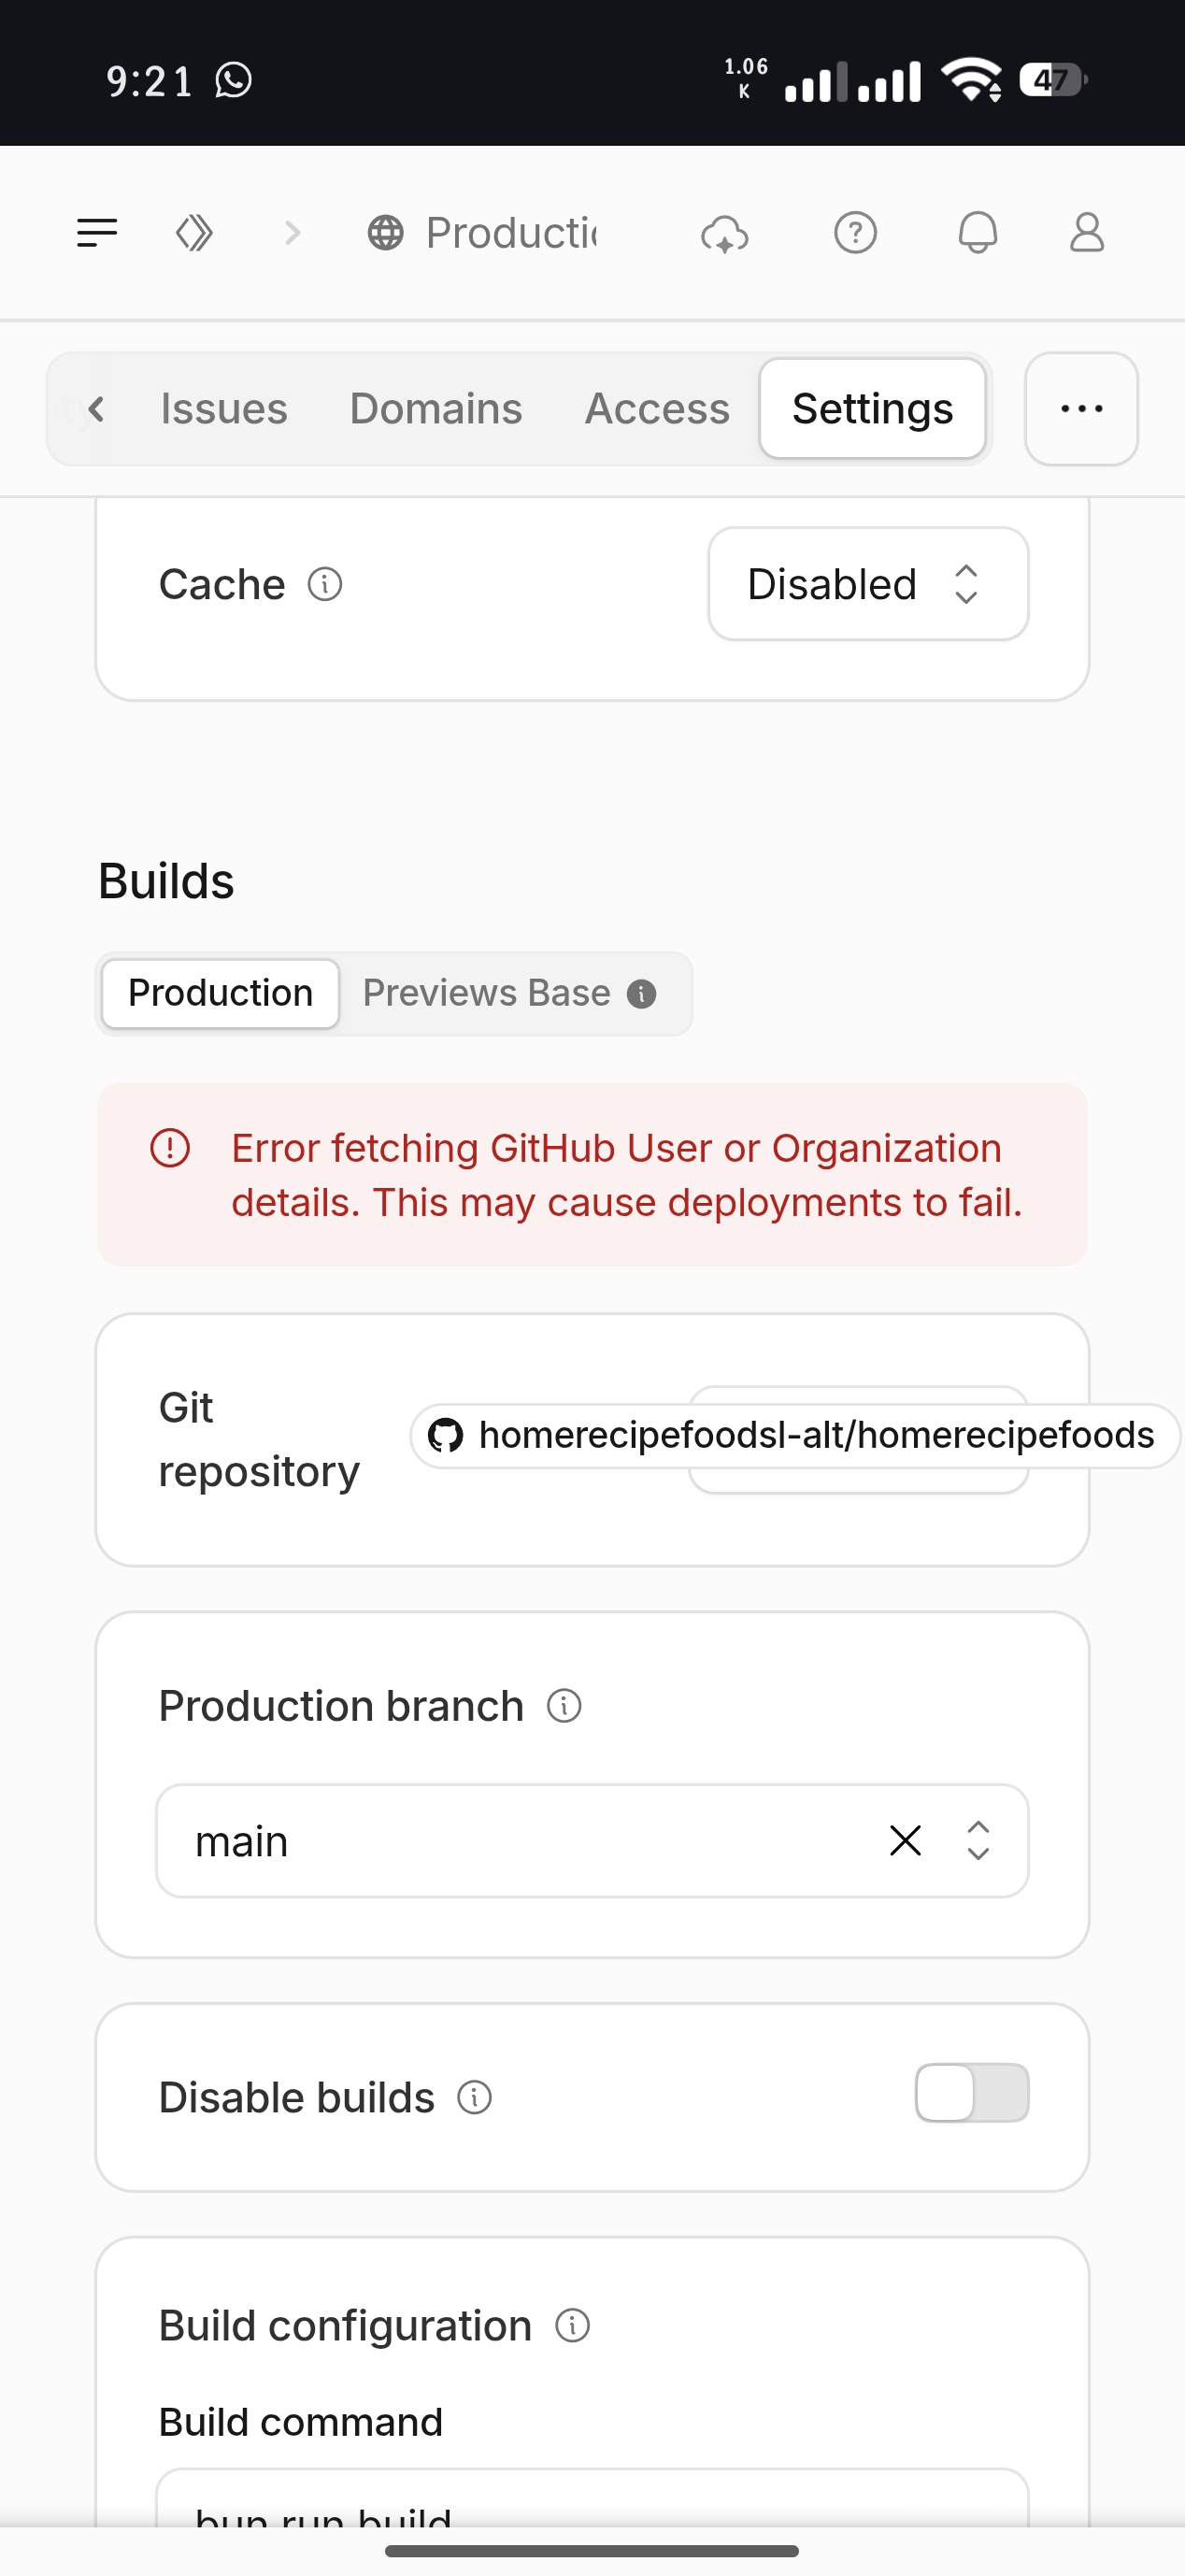 9:21
1.06
K
47
Producti
Issues
Domains
Access
Settings
Cache
Disabled
Builds
Production
Previews Base
Error fetching GitHub User or Organization
details. This may cause deployments to fail.
Git
repository
homerecipefoodsl-alt/homerecipefoods
Production branch
main
Disable builds
Build configuration
Build command
bun run build